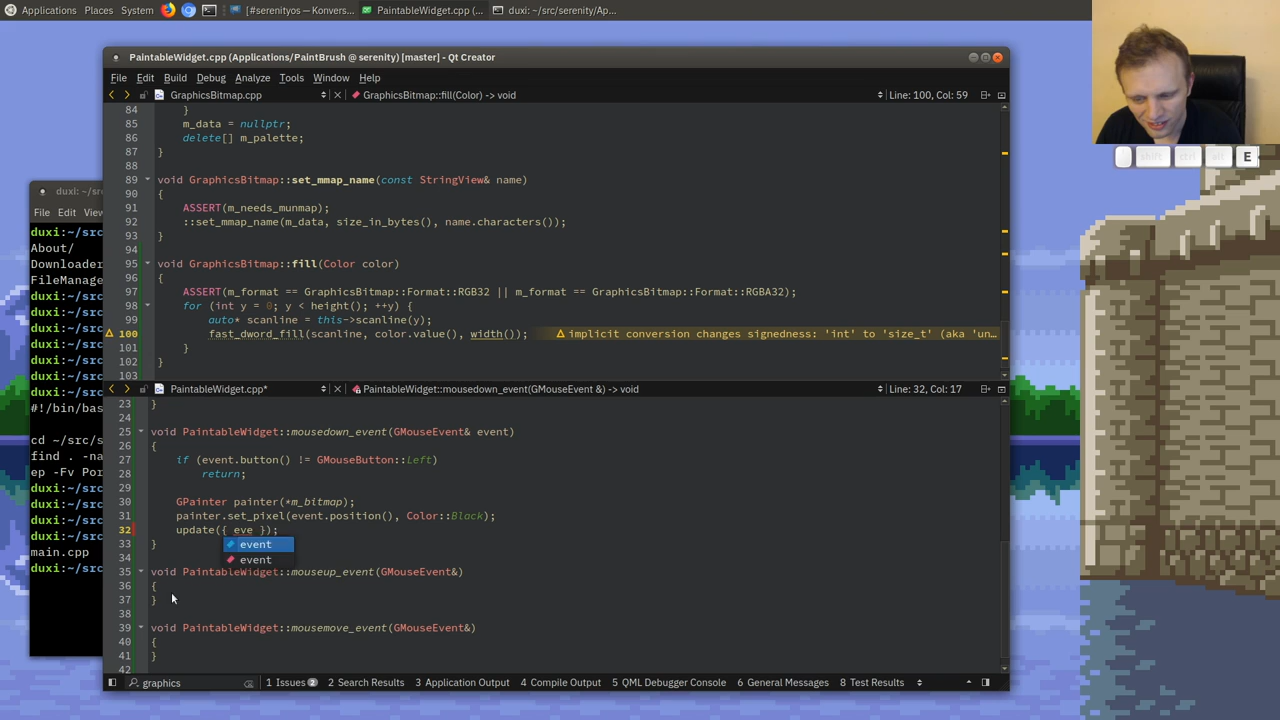 Applications Places System [#serenityos — Konvers... PaintableWidget.cpp (... duxi: ~/src/serenity/Ap...
PaintableWidget.cpp (Applications/PaintBrush @ serenity) [master] - Qt Creator
File Edit Build Debug Analyze Tools Window Help
GraphicsBitmap.cpp GraphicsBitmap::fill(Color) -> void Line: 100, Col: 59
84 }
85 m_data = nullptr;
86 delete[] m_palette;
87 }
88
89 void GraphicsBitmap::set_mmap_name(const StringView& name)
90 {
91 ASSERT(m_needs_munmap);
92 ::set_mmap_name(m_data, size_in_bytes(), name.characters());
93 }
94
95 void GraphicsBitmap::fill(Color color)
96 {
97 ASSERT(m_format == GraphicsBitmap::Format::RGB32 || m_format == GraphicsBitmap::Format::RGBA32);
98 for (int y = 0; y < height(); ++y) {
99 auto* scanline = this->scanline(y);
100 fast_dword_fill(scanline, color.value(), width()); implicit conversion changes signedness: 'int' to 'size_t' (aka 'un...
101 }
102 }
103
PaintableWidget.cpp* PaintableWidget::mousedown_event(GMouseEvent &) -> void Line: 32, Col: 17
23 }
24
25 void PaintableWidget::mousedown_event(GMouseEvent& event)
26 {
27 if (event.button() != GMouseButton::Left)
28 return;
29
30 GPainter painter(*m_bitmap);
31 painter.set_pixel(event.position(), Color::Black);
32 update({ eve });
33 }
event
34
event
35 void PaintableWidget::mouseup_event(GMouseEvent&)
36 {
37 }
38
39 void PaintableWidget::mousemove_event(GMouseEvent&)
40 {
41 }
42
graphics 1 Issues 2 2 Search Results 3 Application Output 4 Compile Output 5 QML Debugger Console 6 General Messages 8 Test Results
duxi: ~/src
File Edit View
duxi:~/src
About/
Downloader
FileManage
duxi:~/src
duxi:~/src
duxi:~/src
duxi:~/src
duxi:~/src
duxi:~/src
duxi:~/src
#!/bin/bas
cd ~/src/s
find . -na
ep -Fv Por
duxi:~/src
duxi:~/src
duxi:~/src
duxi:~/src
duxi:~/src
main.cpp
duxi:~/src
shift ctrl alt E